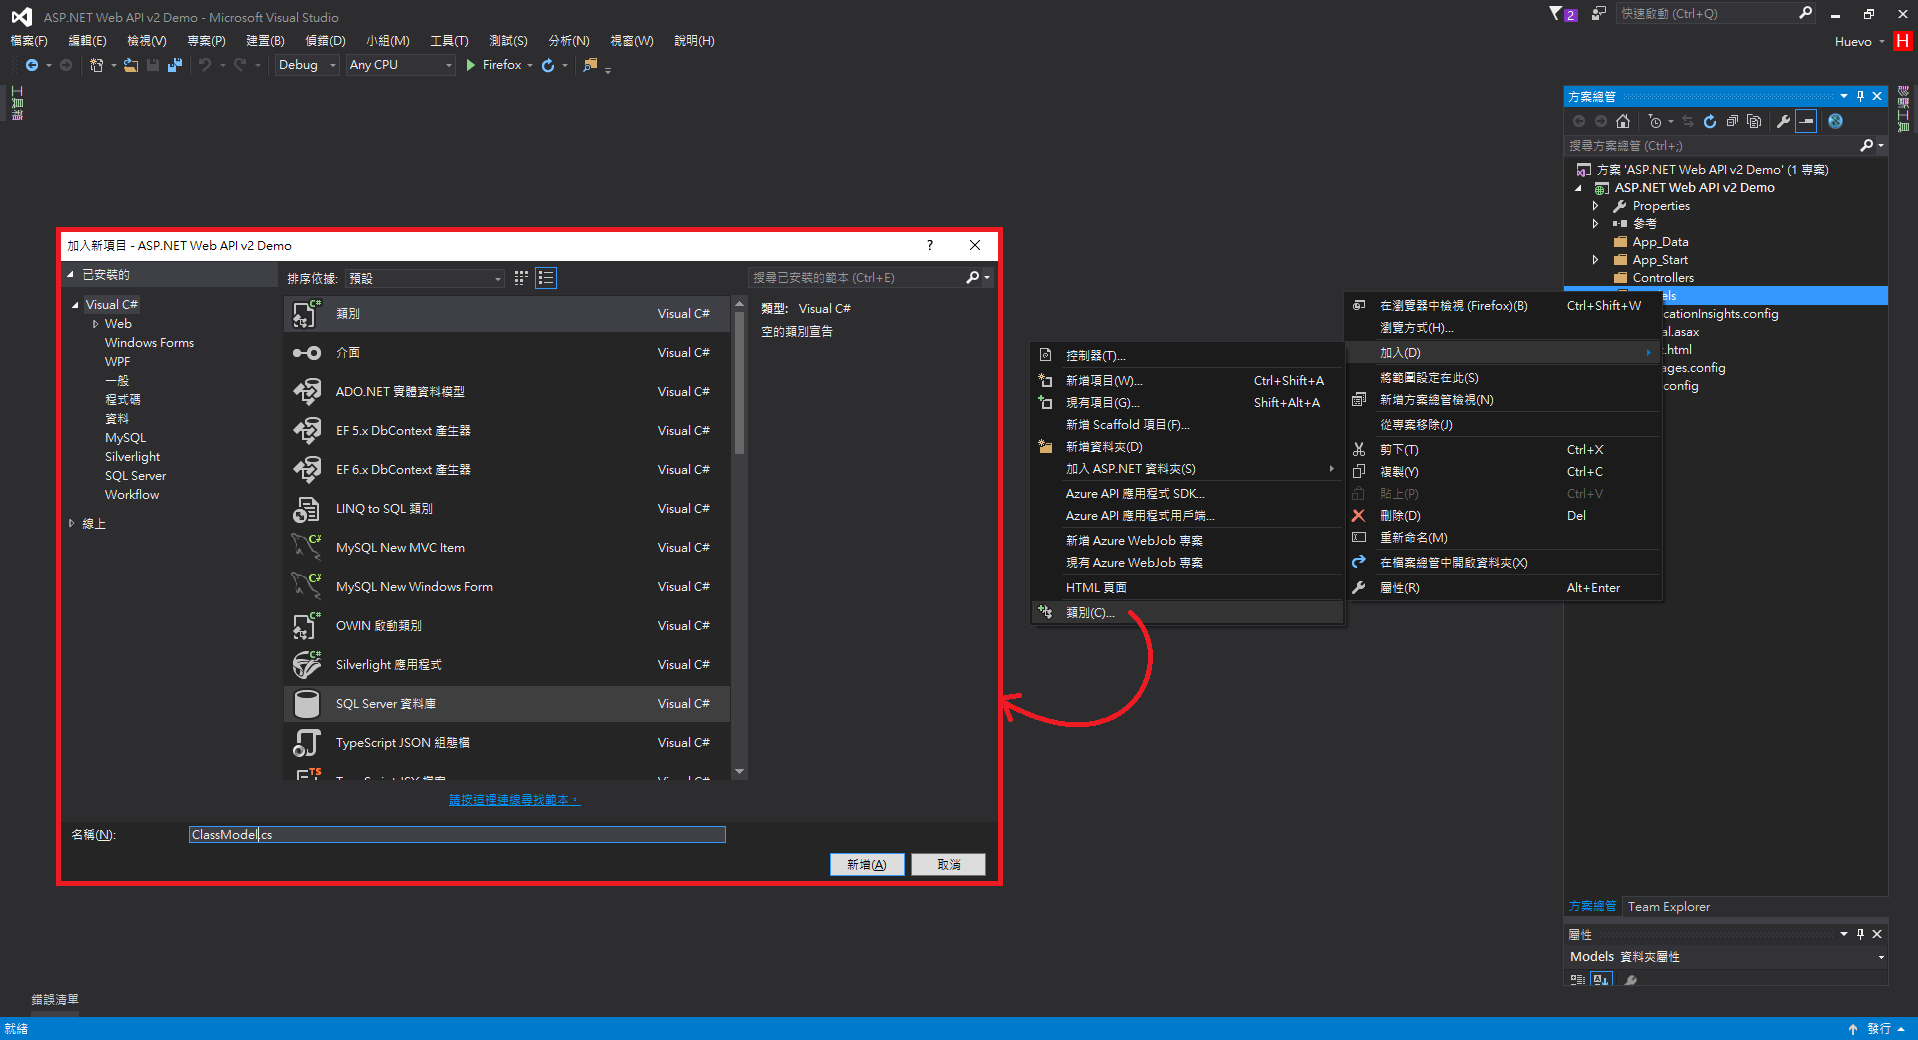 ASP.NET Web API v2 Demo - Microsoft Visual Studio
2
快速啟動 (Ctrl+Q)
檔案(F) 編輯(E) 檢視(V) 專案(P) 建置(B) 偵錯(D) 小組(M) 工具(T) 測試(S) 分析(N) 視窗(W) 說明(H)
Huevo H
Debug Any CPU Firefox
工具箱
診斷工具
方案總管
搜尋方案總管 (Ctrl+;)
方案 'ASP.NET Web API v2 Demo' (1 專案)
ASP.NET Web API v2 Demo
Properties
參考
App_Data
App_Start
Controllers
els
cationInsights.config
al.asax
.html
ages.config
config
在瀏覽器中檢視 (Firefox)(B) Ctrl+Shift+W
瀏覽方式(H)...
加入(D)
將範圍設定在此(S)
新增方案總管檢視(N)
從專案移除(J)
剪下(T) Ctrl+X
複製(Y) Ctrl+C
貼上(P) Ctrl+V
刪除(D) Del
重新命名(M)
在檔案總管中開啟資料夾(X)
屬性(R) Alt+Enter
控制器(T)...
新增項目(W)... Ctrl+Shift+A
現有項目(G)... Shift+Alt+A
新增 Scaffold 項目(F)...
新增資料夾(D)
加入 ASP.NET 資料夾(S)
Azure API 應用程式 SDK...
Azure API 應用程式用戶端...
新增 Azure WebJob 專案
現有 Azure WebJob 專案
HTML 頁面
類別(C)...
加入新項目 - ASP.NET Web API v2 Demo ?
已安裝的
排序依據: 預設
搜尋已安裝的範本 (Ctrl+E)
Visual C#
Web
Windows Forms
WPF
一般
程式碼
資料
MySQL
Silverlight
SQL Server
Workflow
線上
類別 Visual C#
介面 Visual C#
ADO.NET 實體資料模型 Visual C#
EF 5.x DbContext 產生器 Visual C#
EF 6.x DbContext 產生器 Visual C#
LINQ to SQL 類別 Visual C#
MySQL New MVC Item Visual C#
MySQL New Windows Form Visual C#
OWIN 啟動類別 Visual C#
Silverlight 應用程式 Visual C#
SQL Server 資料庫 Visual C#
TypeScript JSON 組態檔 Visual C#
TypeScript JSX 檔案 Visual C#
類型: Visual C#
空的類別宣告
請按這裡連線尋找範本。
名稱(N): ClassModel.cs
新增(A) 取消
方案總管 Team Explorer
屬性
Models 資料夾屬性
錯誤清單
就緒
發行